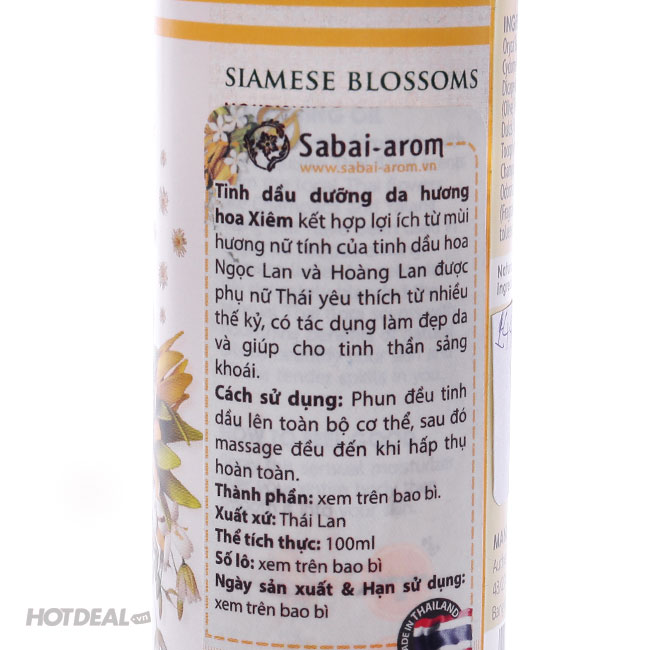 SIAMESE BLOSSOMS
Sabai-arom
www.sabai-arom.vn
Tinh dầu dưỡng da hương
hoa Xiêm kết hợp lợi ích từ mùi
hương nữ tính của tinh dầu hoa
Ngọc Lan và Hoàng Lan được
phụ nữ Thái yêu thích từ nhiều
thế kỷ, có tác dụng làm đẹp da
và giúp cho tinh thần sảng
khoái.
Cách sử dụng: Phun đều tinh
dầu lên toàn bộ cơ thể, sau đó
massage đều đến khi hấp thụ
hoàn toàn.
Thành phần: xem trên bao bì.
Xuất xứ: Thái Lan
Thể tích thực: 100ml
Số lô: xem trên bao bì
Ngày sản xuất & Hạn sử dụng:
xem trên bao bì
MADE IN THAILAND
HOTDEAL.vn